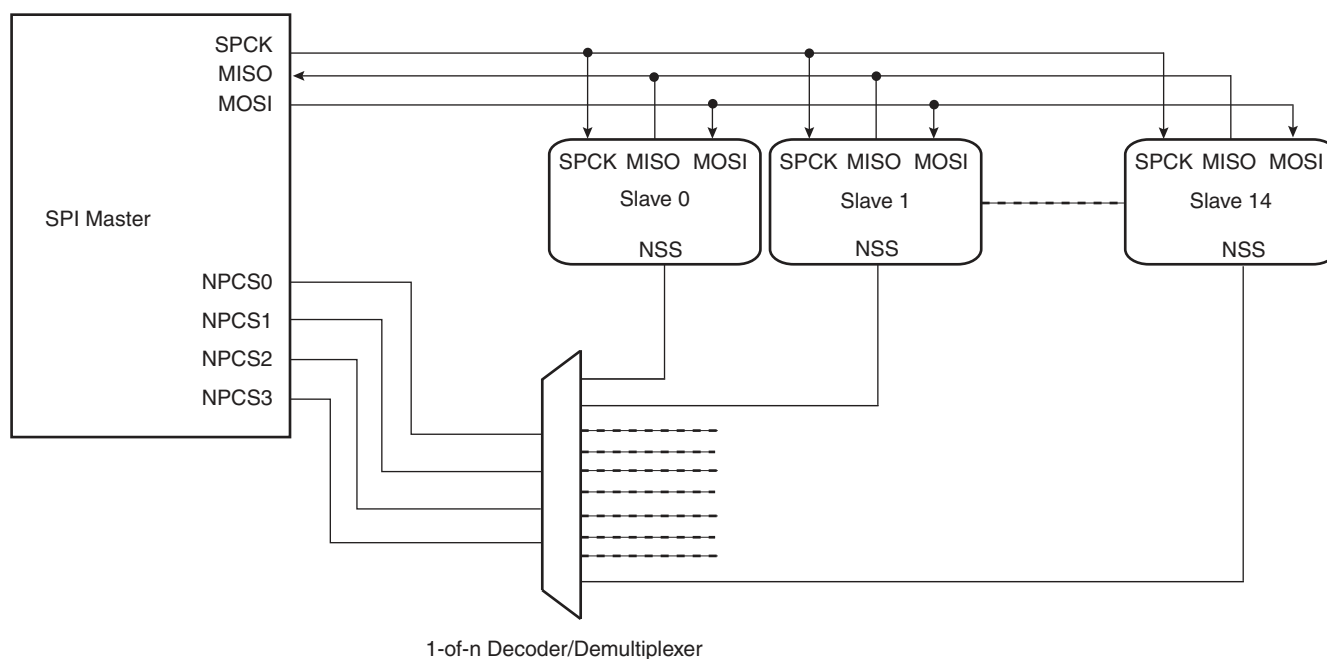 SPCK
MISO
MOSI
SPI Master
NPCS0
NPCS1
NPCS2
NPCS3
SPCK MISO MOSI
Slave 0
NSS
SPCK MISO MOSI
Slave 1
NSS
SPCK MISO MOSI
Slave 14
NSS
1-of-n Decoder/Demultiplexer